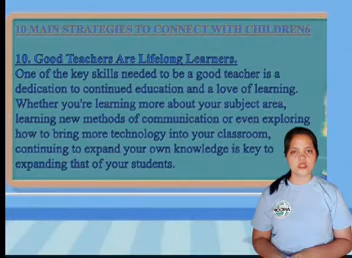 10 MAIN STRATEGIES TO CONNECT WITH CHILDREN6
10. Good Teachers Are Lifelong Learners.
One of the key skills needed to be a good teacher is a
dedication to continued education and a love of learning.
Whether you're learning more about your subject area,
learning new methods of communication or even exploring
how to bring more technology into your classroom,
continuing to expand your own knowledge is key to
expanding that of your students.